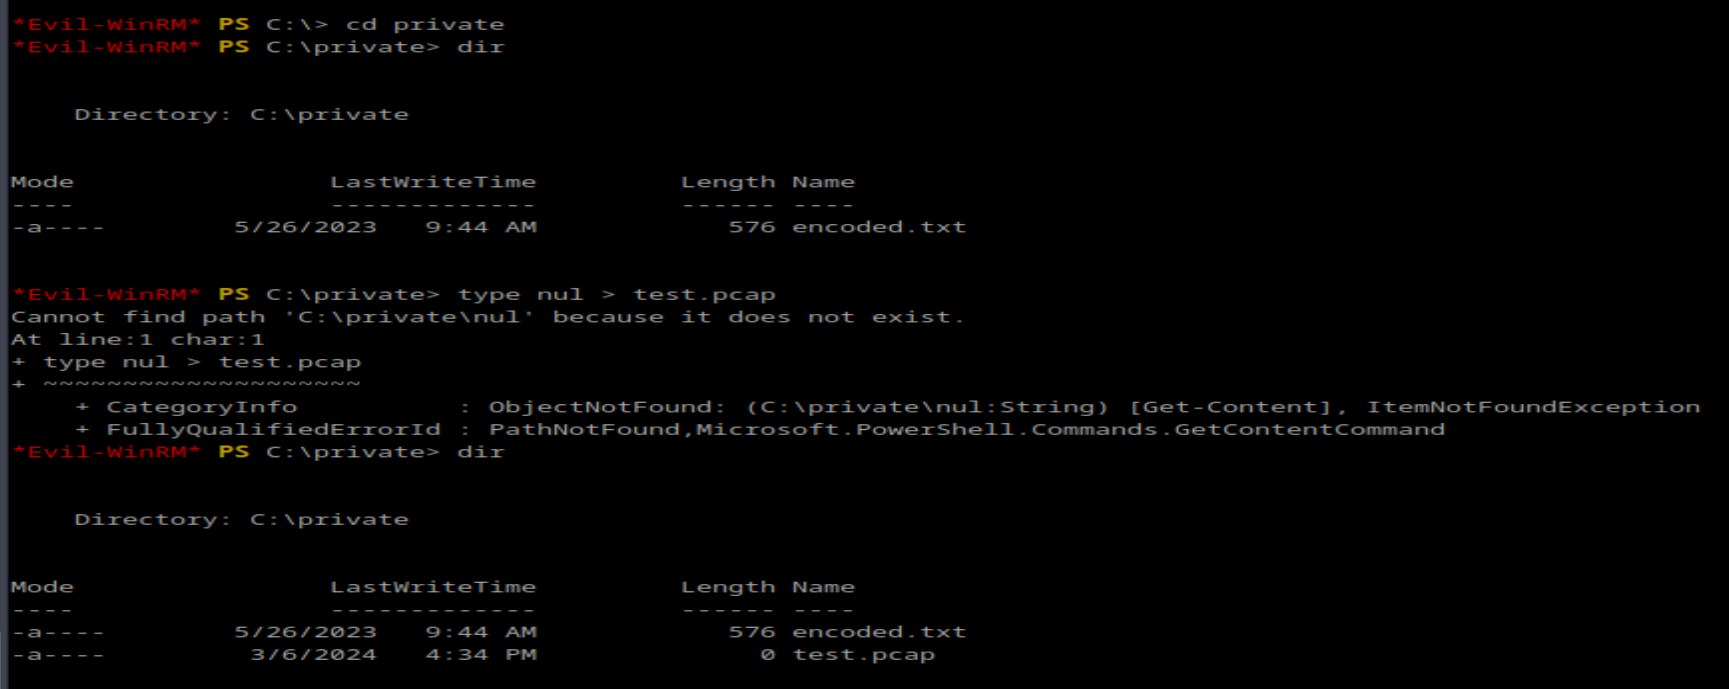 *Evil-WinRM* PS C:\> cd private
*Evil-WinRM* PS C:\private> dir
Directory: C:\private
Mode                LastWriteTime         Length Name
----                -------------         ------ ----
-a----        5/26/2023   9:44 AM            576 encoded.txt
*Evil-WinRM* PS C:\private> type nul > test.pcap
Cannot find path 'C:\private\nul' because it does not exist.
At line:1 char:1
+ type nul > test.pcap
+ ~~~~~~~~~~~~~~~~~~~~
    + CategoryInfo          : ObjectNotFound: (C:\private\nul:String) [Get-Content], ItemNotFoundException
    + FullyQualifiedErrorId : PathNotFound,Microsoft.PowerShell.Commands.GetContentCommand
*Evil-WinRM* PS C:\private> dir
Directory: C:\private
Mode                LastWriteTime         Length Name
----                -------------         ------ ----
-a----        5/26/2023   9:44 AM            576 encoded.txt
-a----         3/6/2024   4:34 PM              0 test.pcap